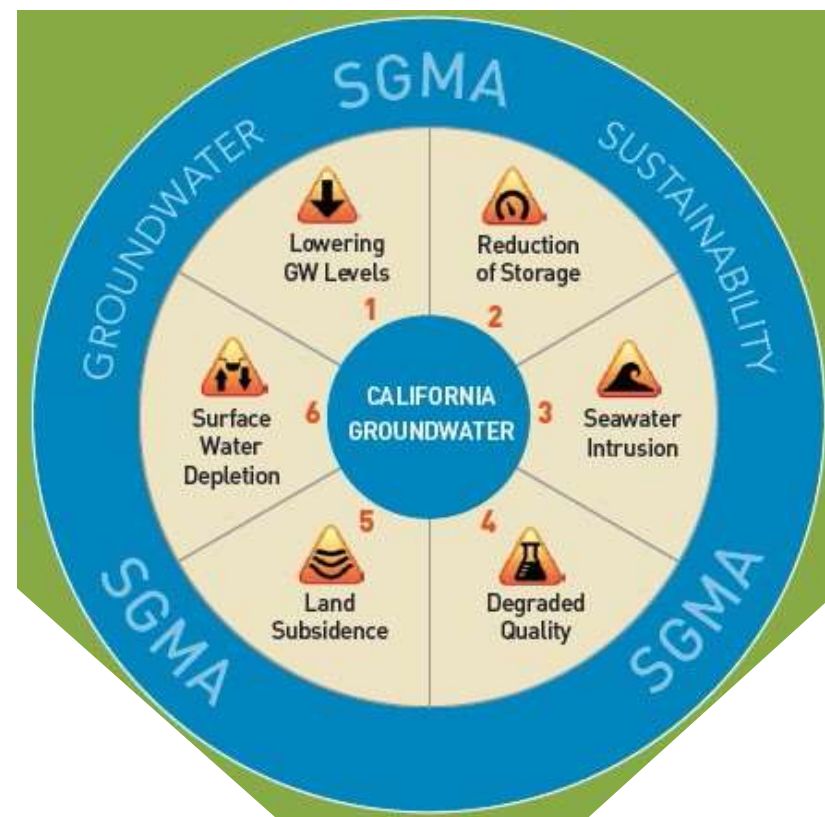 SGMA
GROUNDWATER
SUSTAINABILITY
Lowering
GW Levels
1
Reduction
of Storage
2
CALIFORNIA
GROUNDWATER
3
Seawater
Intrusion
4
Degraded
Quality
5
Land
Subsidence
6
Surface
Water
Depletion
SGMA
SGMA